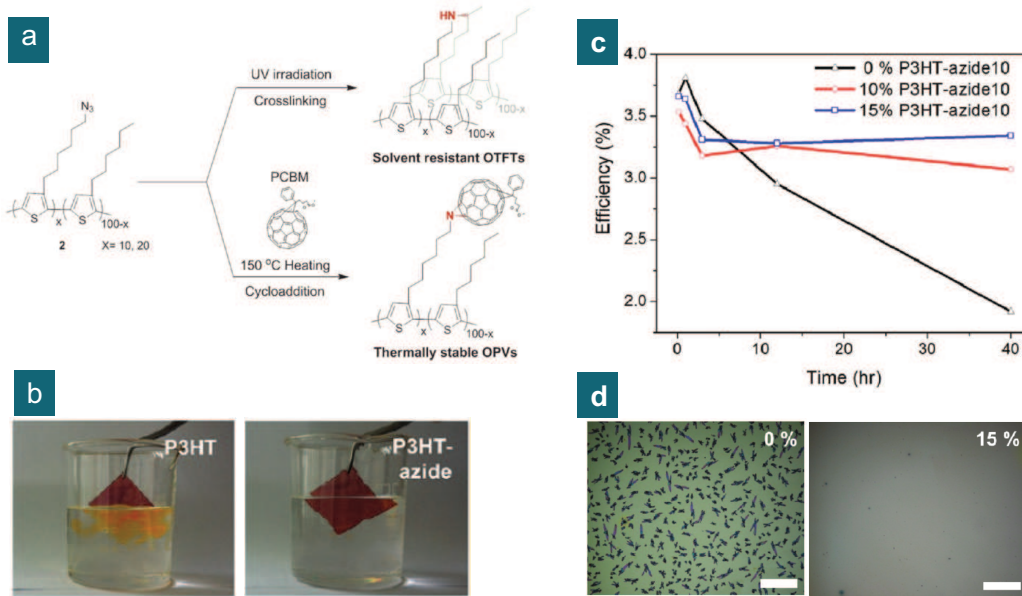 a
N₃
S
S
x
100-x
2
X= 10, 20
UV irradiation
Crosslinking
PCBM
150 °C Heating
Cycloaddition
HN
S
S
x
100-x
100-x
Solvent resistant OTFTs
N
S
S
x
100-x
Thermally stable OPVs
b
P3HT
P3HT-
azide
c
Efficiency (%)
4.0
3.5
3.0
2.5
2.0
0 % P3HT-azide10
10% P3HT-azide10
15% P3HT-azide10
0
10
20
30
40
Time (hr)
d
0 %
15 %